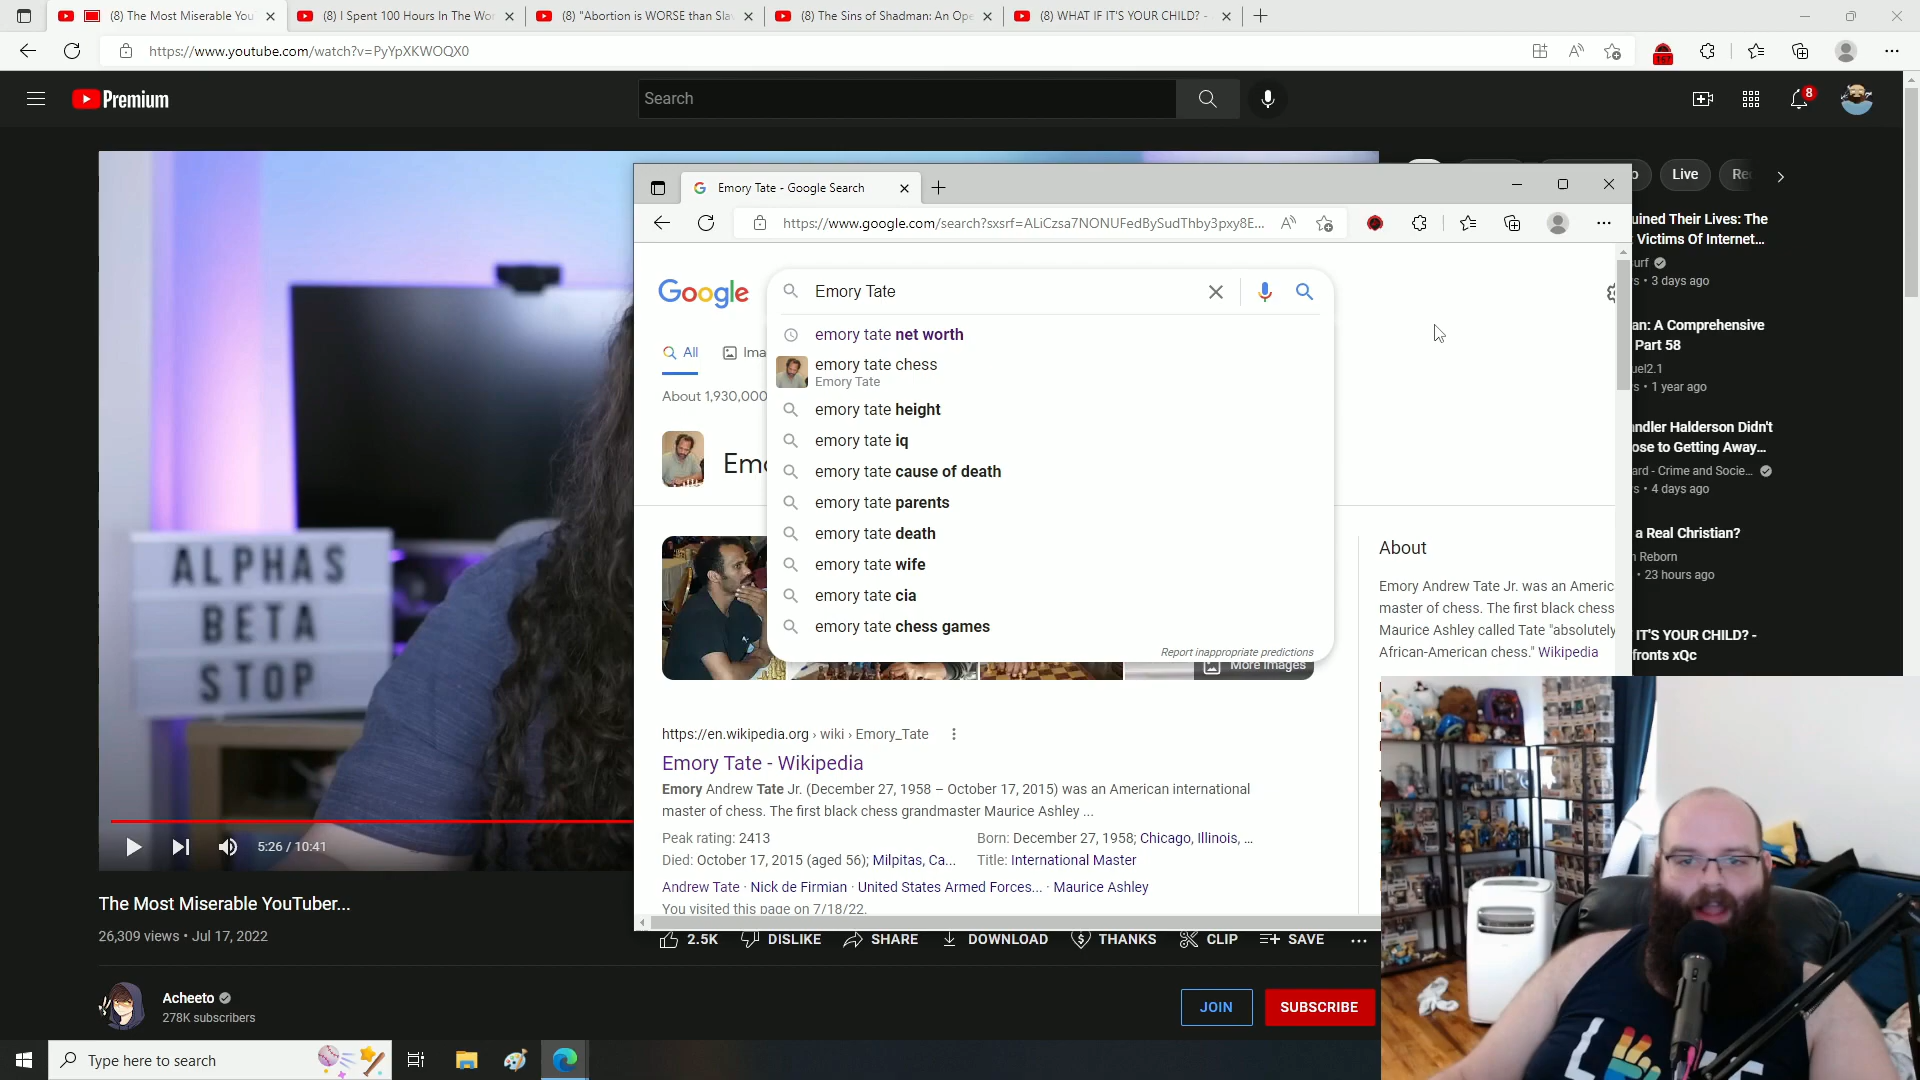 (8) The Most Miserable You
(8) I Spent 100 Hours In The Wor
(8) "Abortion is WORSE than Sla
(8) The Sins of Shadman: An Ope
(8) WHAT IF IT'S YOUR CHILD? -
https://www.youtube.com/watch?v=PyYpXKWOQX0
167
Premium
Search
8
Live
Rec
Emory Tate - Google Search
https://www.google.com/search?sxsrf=ALiCzsa7NONUFedBySudThby3pxy8E...
Google
Emory Tate
emory tate net worth
emory tate chess
Emory Tate
emory tate height
emory tate iq
emory tate cause of death
emory tate parents
emory tate death
emory tate wife
emory tate cia
emory tate chess games
Report inappropriate predictions
All
Ima
About 1,930,000
Emo
More images
About
Emory Andrew Tate Jr. was an Americ
master of chess. The first black chess
Maurice Ashley called Tate "absolutely
African-American chess." Wikipedia
https://en.wikipedia.org › wiki › Emory_Tate
Emory Tate - Wikipedia
Emory Andrew Tate Jr. (December 27, 1958 – October 17, 2015) was an American international
master of chess. The first black chess grandmaster Maurice Ashley ...
Peak rating: 2413
Born: December 27, 1958; Chicago, Illinois, ...
Died: October 17, 2015 (aged 56); Milpitas, Ca...
Title: International Master
Andrew Tate · Nick de Firmian · United States Armed Forces... · Maurice Ashley
You visited this page on 7/18/22.
uined Their Lives: The
Victims Of Internet...
urf
s • 3 days ago
an: A Comprehensive
Part 58
uel2.1
s • 1 year ago
andler Halderson Didn't
ose to Getting Away...
ard - Crime and Socie...
s • 4 days ago
a Real Christian?
n Reborn
• 23 hours ago
IT'S YOUR CHILD? -
fronts xQc
ALPHAS
BETA
STOP
5:26 / 10:41
The Most Miserable YouTuber...
26,309 views • Jul 17, 2022
2.5K
DISLIKE
SHARE
DOWNLOAD
THANKS
CLIP
SAVE
Acheeto
278K subscribers
JOIN
SUBSCRIBE
Type here to search